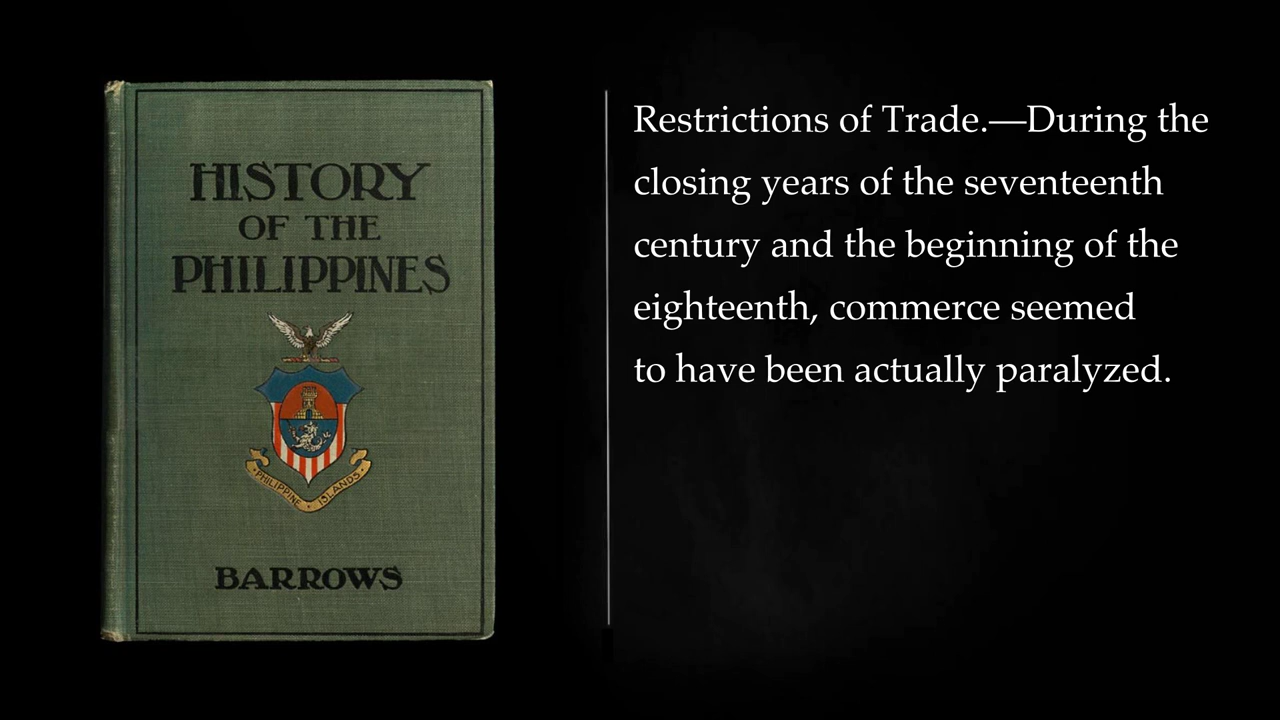 HISTORY
OF THE
PHILIPPINES
PHILIPPINE ISLANDS
BARROWS
Restrictions of Trade.—During the
closing years of the seventeenth
century and the beginning of the
eighteenth, commerce seemed
to have been actually paralyzed.